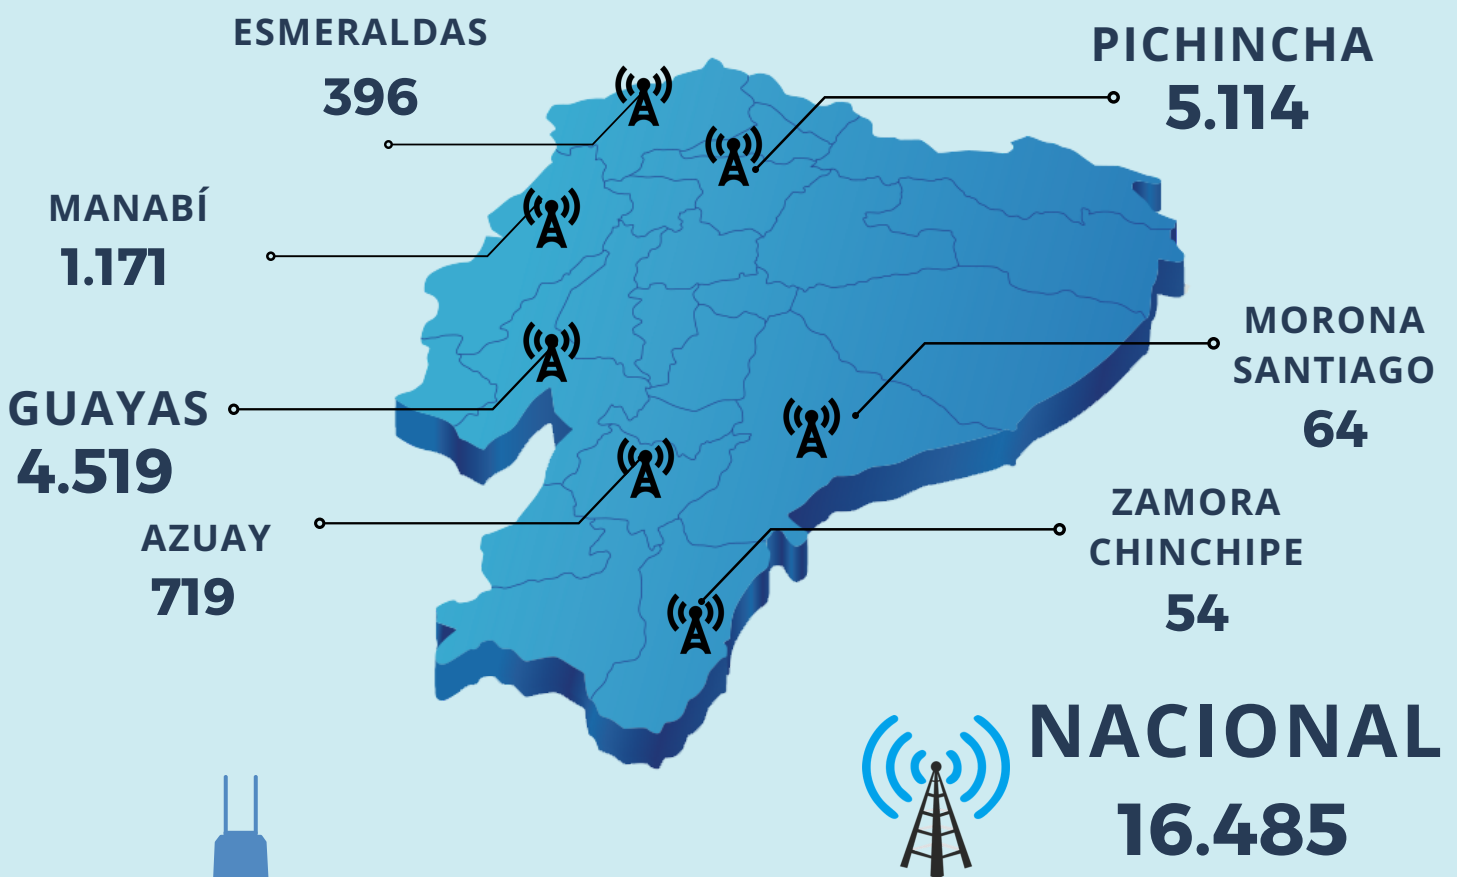 ESMERALDAS
396
PICHINCHA
5.114
MANABÍ
1.171
MORONA
SANTIAGO
64
GUAYAS
4.519
AZUAY
719
ZAMORA
CHINCHIPE
54
NACIONAL
16.485